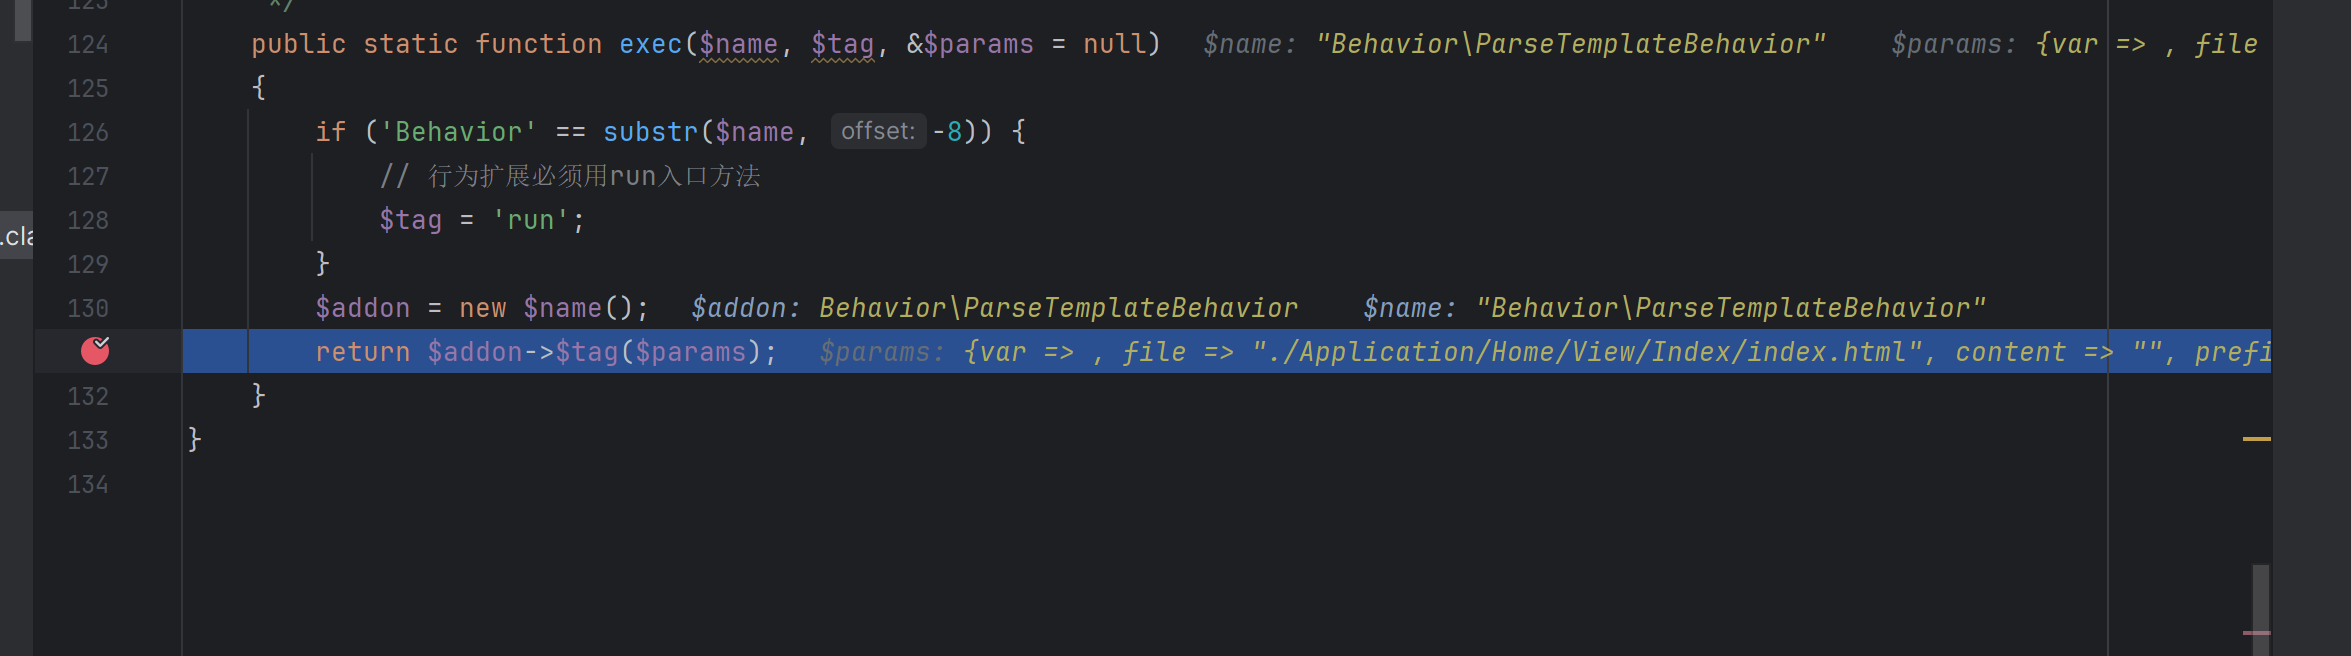 */
124 public static function exec($name, $tag, &$params = null) $name: "Behavior\ParseTemplateBehavior" $params: {var => , file
125 {
126 if ('Behavior' == substr($name, offset: -8)) {
127 // 行为扩展必须用run入口方法
128 $tag = 'run';
.cla
129 }
130 $addon = new $name(); $addon: Behavior\ParseTemplateBehavior $name: "Behavior\ParseTemplateBehavior"
return $addon->$tag($params); $params: {var => , file => "./Application/Home/View/Index/index.html", content => "", prefi
132 }
133 }
134